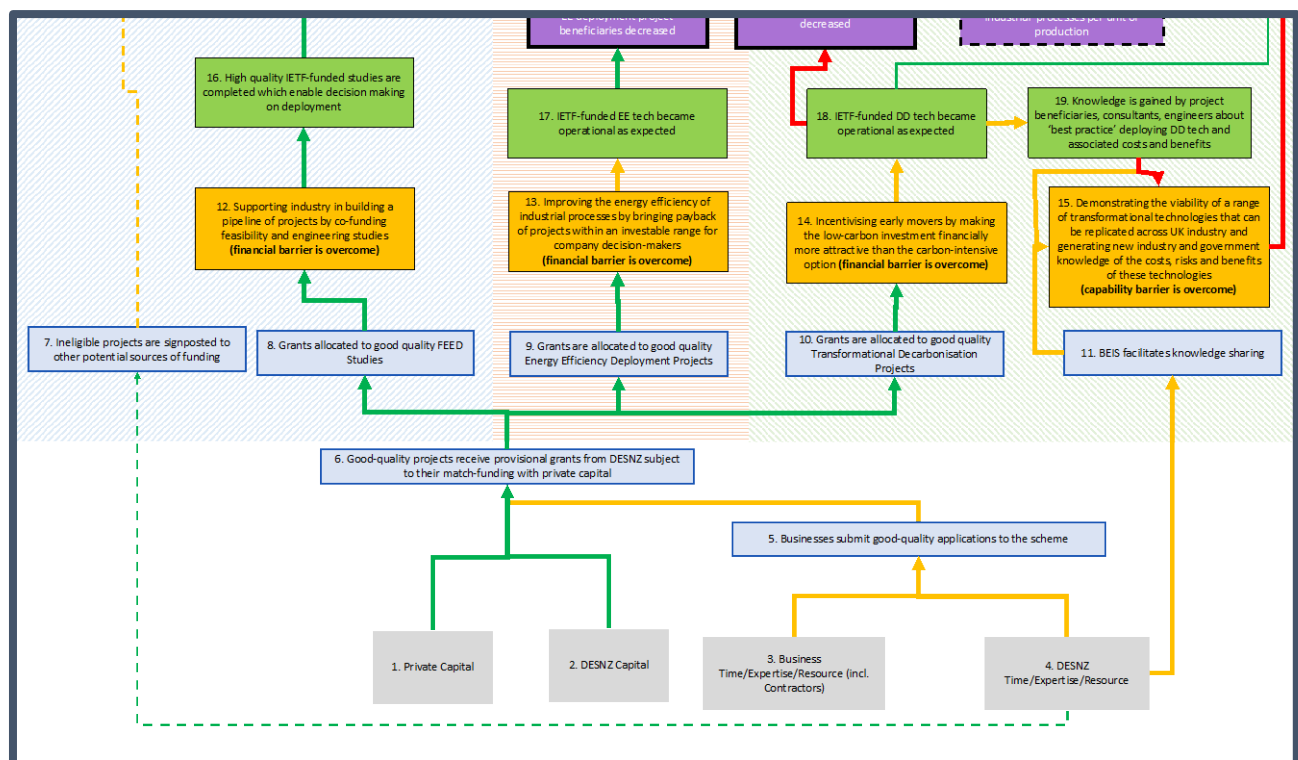 EE deployment project
beneficiaries decreased
decreased
industrial processes per unit of
production
16. High quality IETF-funded studies are
completed which enable decision making
on deployment
17. IETF-funded EE tech became
operational as expected
18. IETF-funded DD tech became
operational as expected
19. Knowledge is gained by project
beneficiaries, consultants, engineers about
'best practice' deploying DD tech and
associated costs and benefits
12. Supporting industry in building a
pipeline of projects by co-funding
feasibility and engineering studies
(financial barrier is overcome)
13. Improving the energy efficiency of
industrial processes by bringing payback
of projects within an investable range for
company decision-makers
(financial barrier is overcome)
14. Incentivising early movers by making
the low-carbon investment financially
more attractive than the carbon-intensive
option (financial barrier is overcome)
15. Demonstrating the viability of a range
of transformational technologies that can
be replicated across UK industry and
generating new industry and government
knowledge of the costs, risks and benefits
of these technologies
(capability barrier is overcome)
7. Ineligible projects are signposted to
other potential sources of funding
8. Grants allocated to good quality FEED
Studies
9. Grants are allocated to good quality
Energy Efficiency Deployment Projects
10. Grants are allocated to good quality
Transformational Decarbonisation
Projects
11. BEIS facilitates knowledge sharing
6. Good-quality projects receive provisional grants from DESNZ subject
to their match-funding with private capital
5. Businesses submit good-quality applications to the scheme
1. Private Capital
2. DESNZ Capital
3. Business
Time/Expertise/Resource (incl.
Contractors)
4. DESNZ
Time/Expertise/Resource